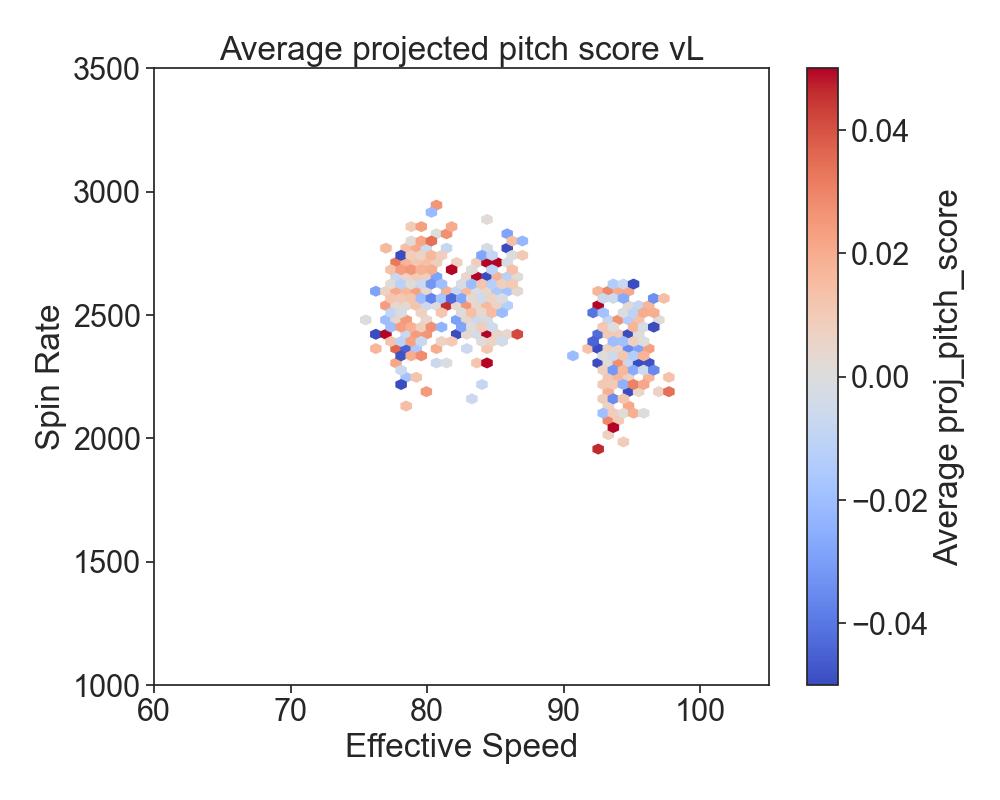 Average projected pitch score vL
3500
3000
2500
2000
1500
1000
Spin Rate
60 70 80 90 100
Effective Speed
0.04
0.02
0.00
−0.02
−0.04
Average proj_pitch_score